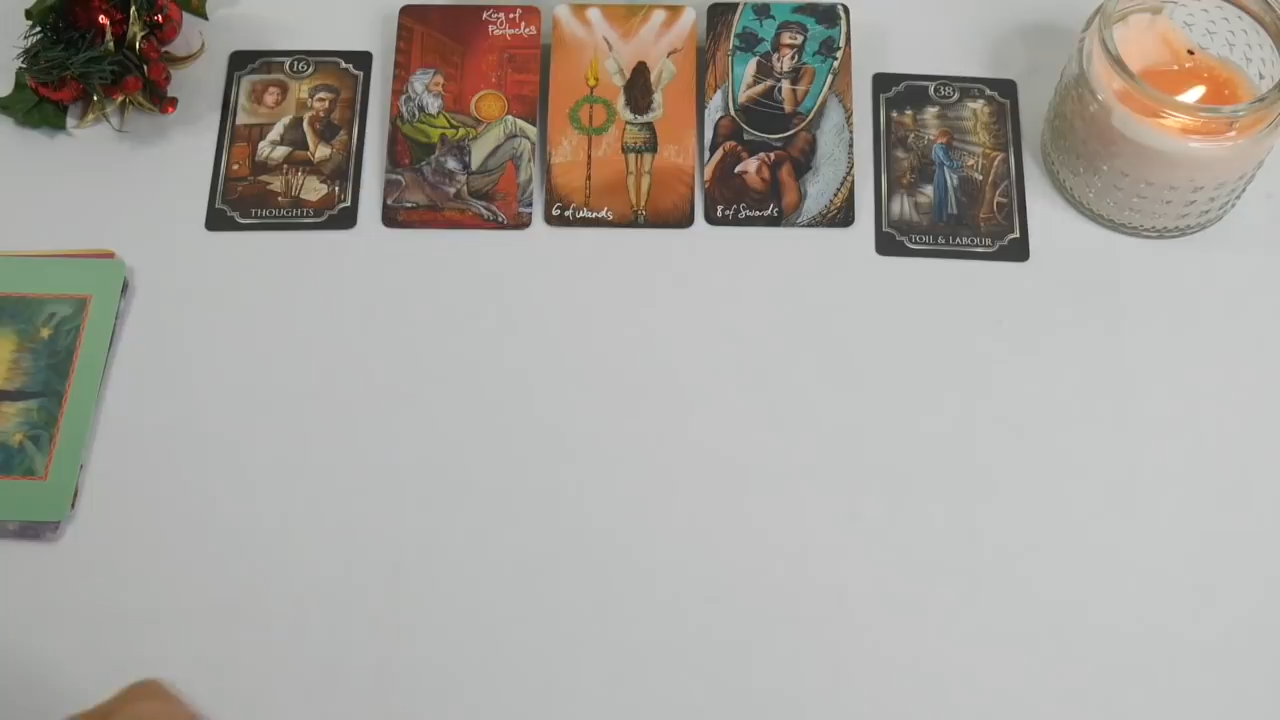 16
THOUGHTS
King of
Pentacles
6 of Wands
8 of Swords
38
TOIL & LABOUR